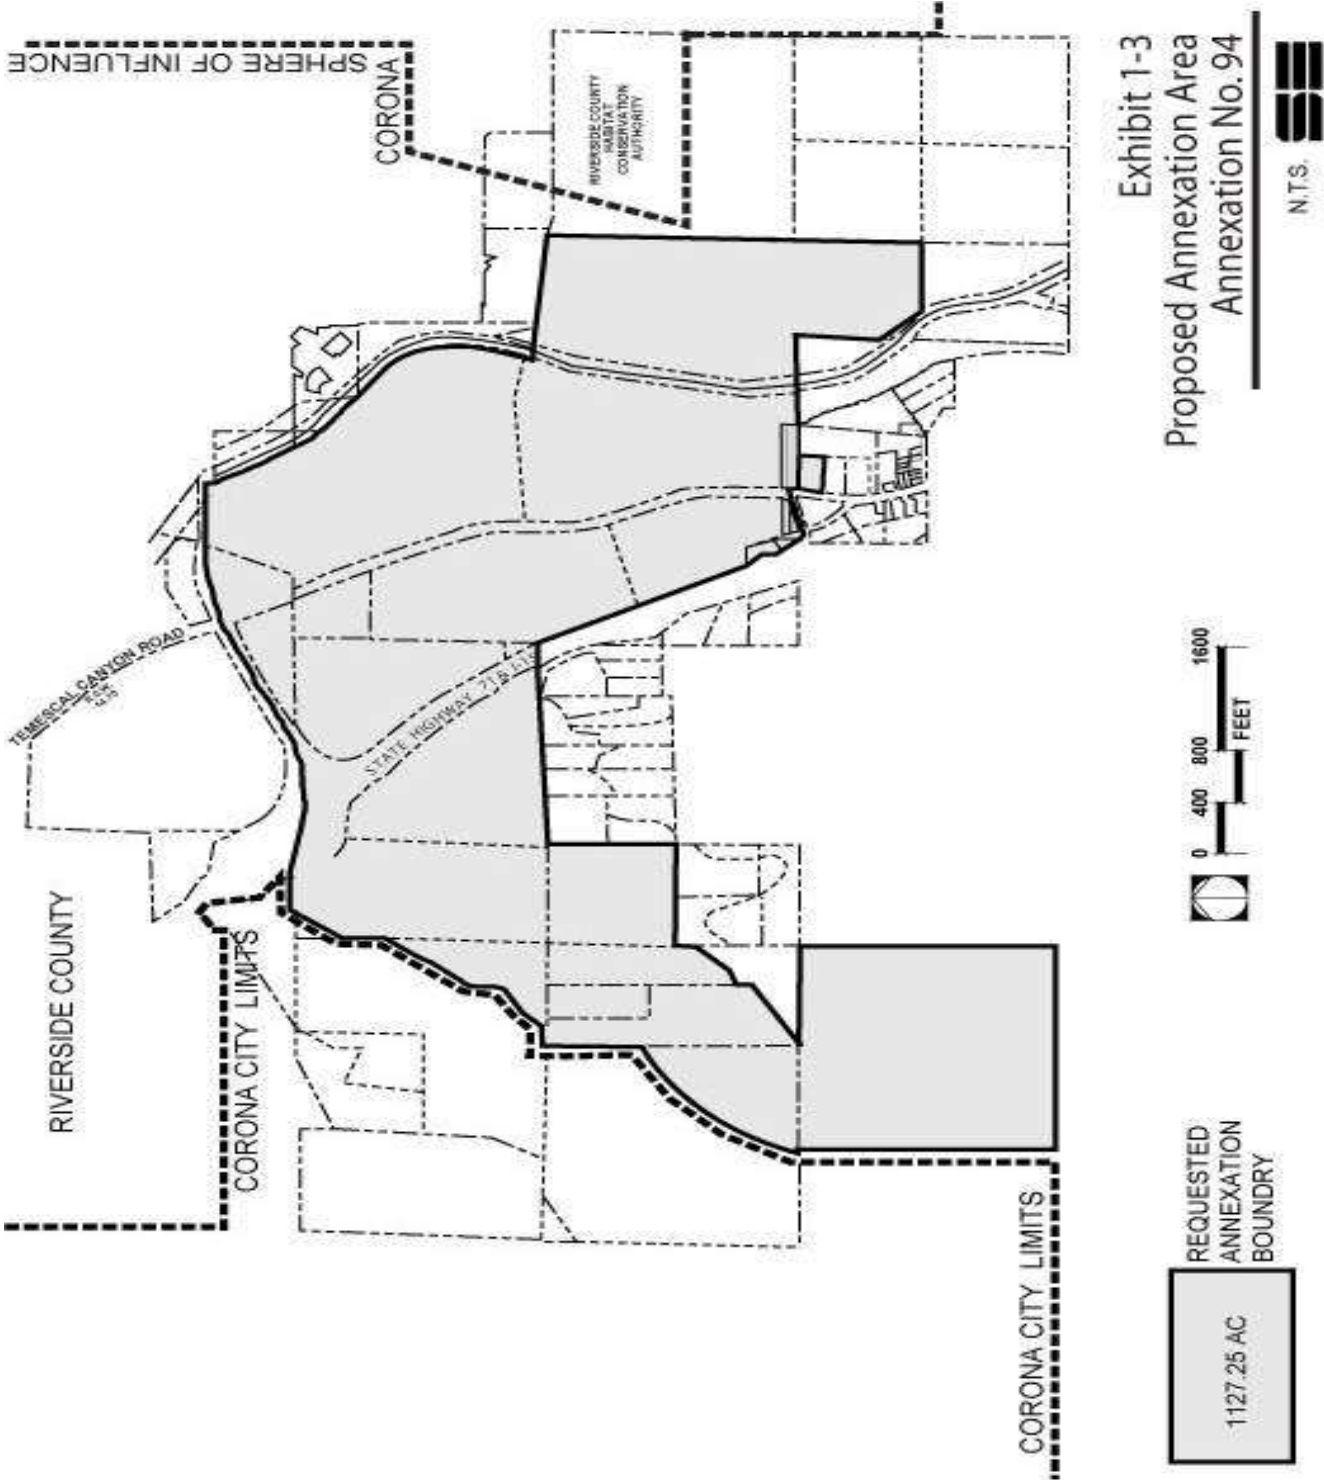 SPHERE OF INFLUENCE
CORONA
RIVERSIDE COUNTY
HABITAT
CONSERVATION
AUTHORITY
Exhibit 1-3
Proposed Annexation Area
Annexation No.94
N.T.S.
TEMESCAL CANYON ROAD
STATE HIGHWAY 71 &
RIVERSIDE COUNTY
CORONA CITY LIMITS
0 400 800 1600
FEET
CORONA CITY LIMITS
REQUESTED
ANNEXATION
BOUNDRY
1127.25 AC